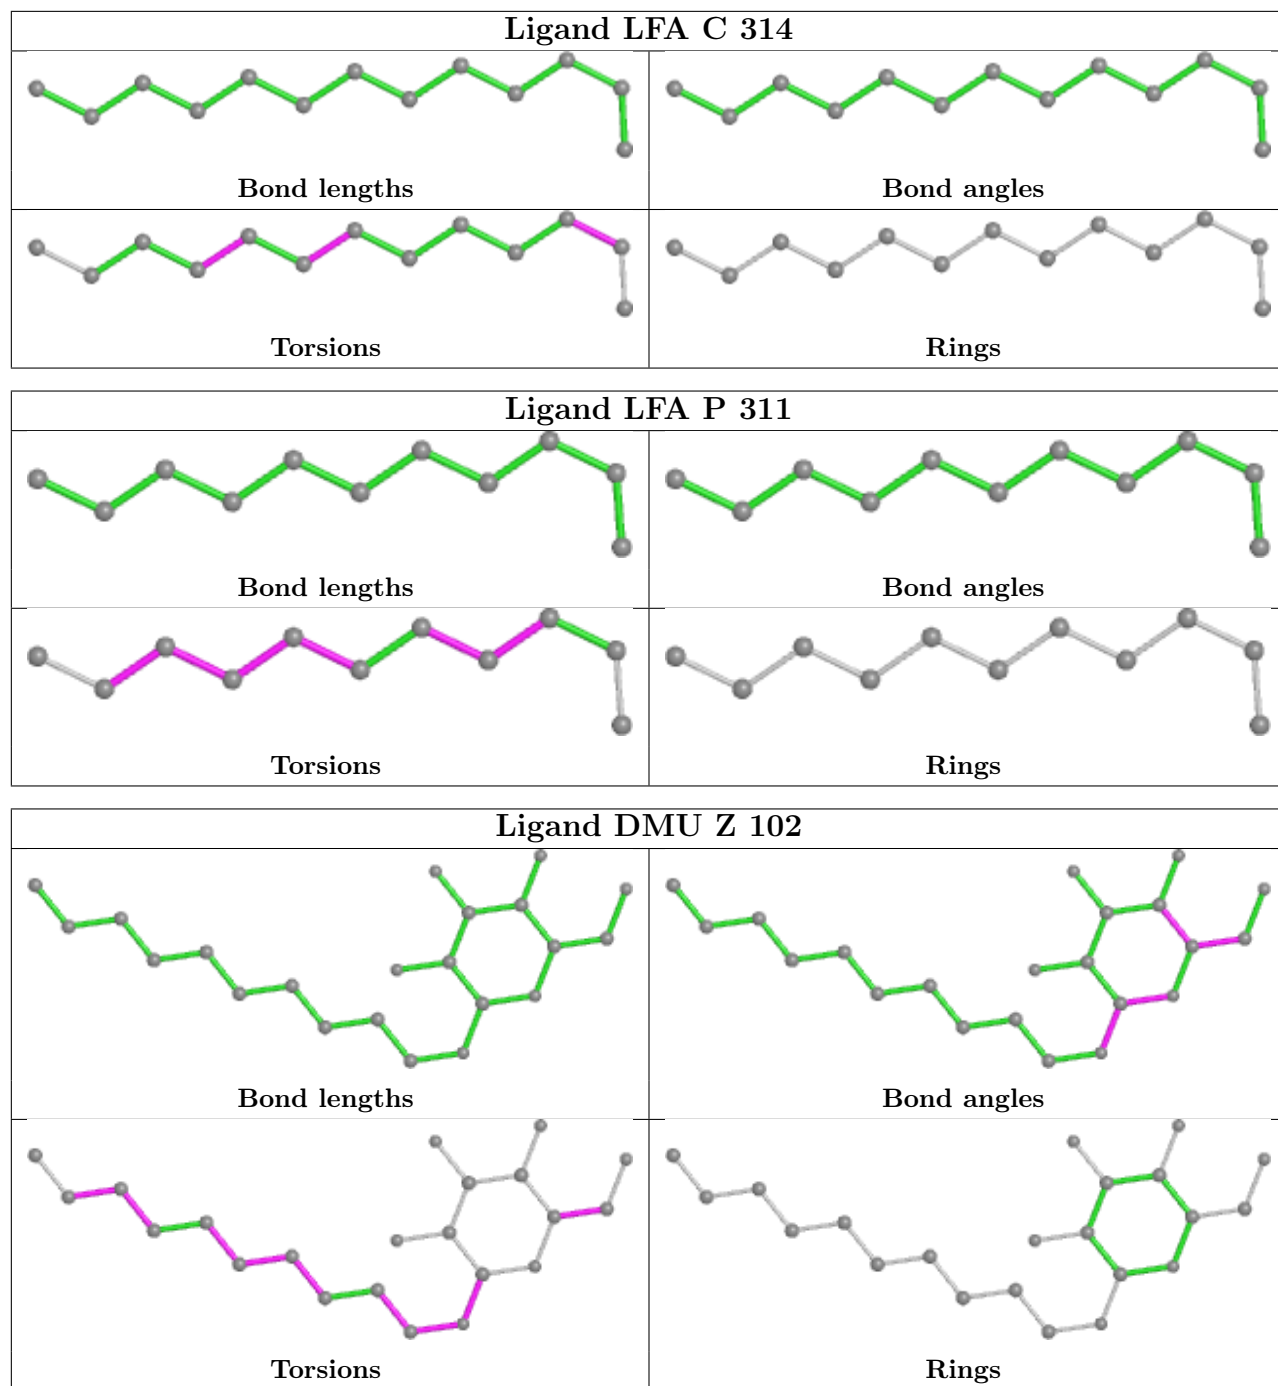 Ligand LFA C 314
Bond lengths
Bond angles
Torsions
Rings
Ligand LFA P 311
Bond lengths
Bond angles
Torsions
Rings
Ligand DMU Z 102
Bond lengths
Bond angles
Torsions
Rings